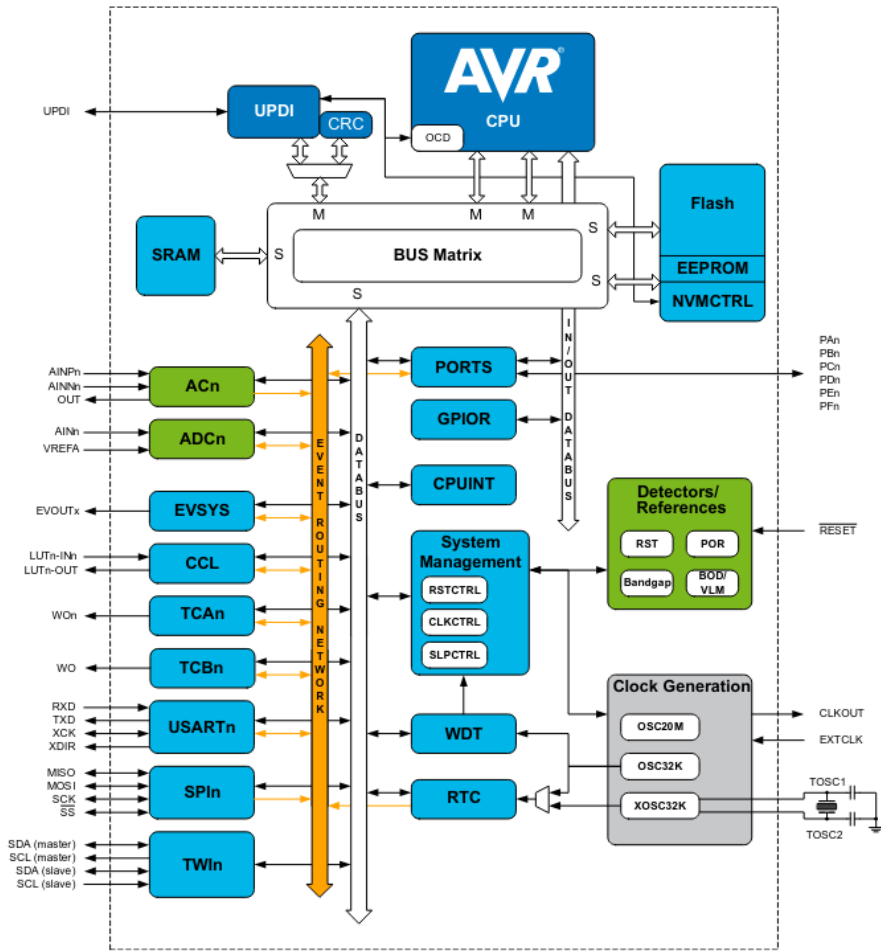 AVR®
CPU
OCD
UPDI
UPDI
CRC
M
M
M
Flash
EEPROM
NVMCTRL
SRAM
S
BUS Matrix
S
S
S
IN/OUT DATABUS
DATABUS
EVENT ROUTING NETWORK
PORTS
GPIOR
CPUINT
PAn
PBn
PCn
PDn
PEn
PFn
AINPn
AINNn
OUT
ACn
AINn
VREFA
ADCn
EVOUTx
EVSYS
LUTn-INn
LUTn-OUT
CCL
WOn
TCAn
WO
TCBn
RXD
TXD
XCK
XDIR
USARTn
MISO
MOSI
SCK
SS
SPIn
SDA (master)
SCL (master)
SDA (slave)
SCL (slave)
TWIn
System
Management
RSTCTRL
CLKCTRL
SLPCTRL
WDT
RTC
Detectors/
References
RST
POR
Bandgap
BOD/
VLM
RESET
Clock Generation
OSC20M
OSC32K
XOSC32K
CLKOUT
EXTCLK
TOSC1
TOSC2